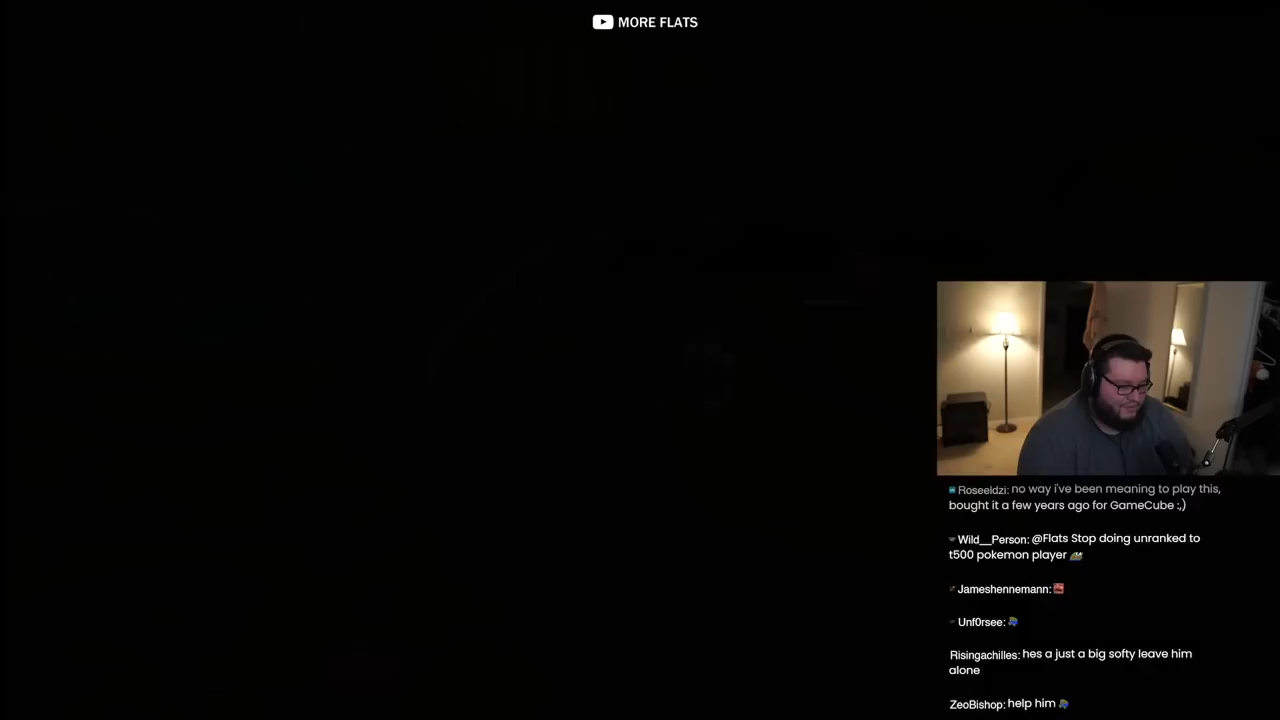 MORE FLATS
Roseeldzi: no way i've been meaning to play this,
bought it a few years ago for GameCube :,)
Wild__Person: @Flats Stop doing unranked to
t500 pokemon player
Jameshennemann:
Unf0rsee:
Risingachilles: hes a just a big softy leave him
alone
ZeoBishop: help him